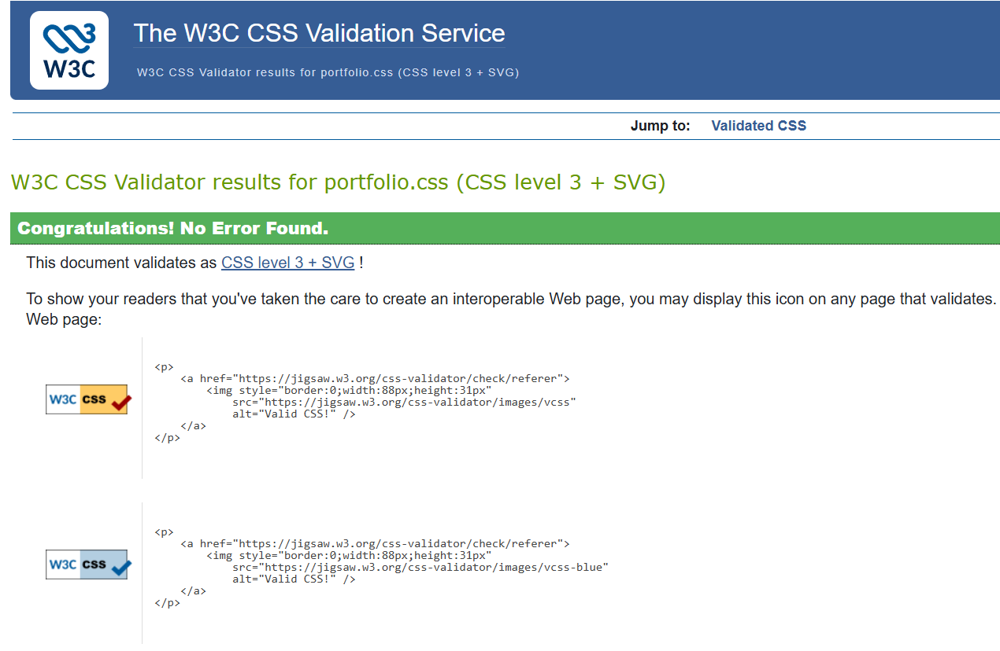 W3C
The W3C CSS Validation Service
W3C CSS Validator results for portfolio.css (CSS level 3 + SVG)
Jump to: Validated CSS
W3C CSS Validator results for portfolio.css (CSS level 3 + SVG)
Congratulations! No Error Found.
This document validates as CSS level 3 + SVG !
To show your readers that you've taken the care to create an interoperable Web page, you may display this icon on any page that validates.
Web page:
W3C CSS
<p>
    <a href="https://jigsaw.w3.org/css-validator/check/referer">
        <img style="border:0;width:88px;height:31px"
            src="https://jigsaw.w3.org/css-validator/images/vcss"
            alt="Valid CSS!" />
    </a>
</p>
W3C CSS
<p>
    <a href="https://jigsaw.w3.org/css-validator/check/referer">
        <img style="border:0;width:88px;height:31px"
            src="https://jigsaw.w3.org/css-validator/images/vcss-blue"
            alt="Valid CSS!" />
    </a>
</p>